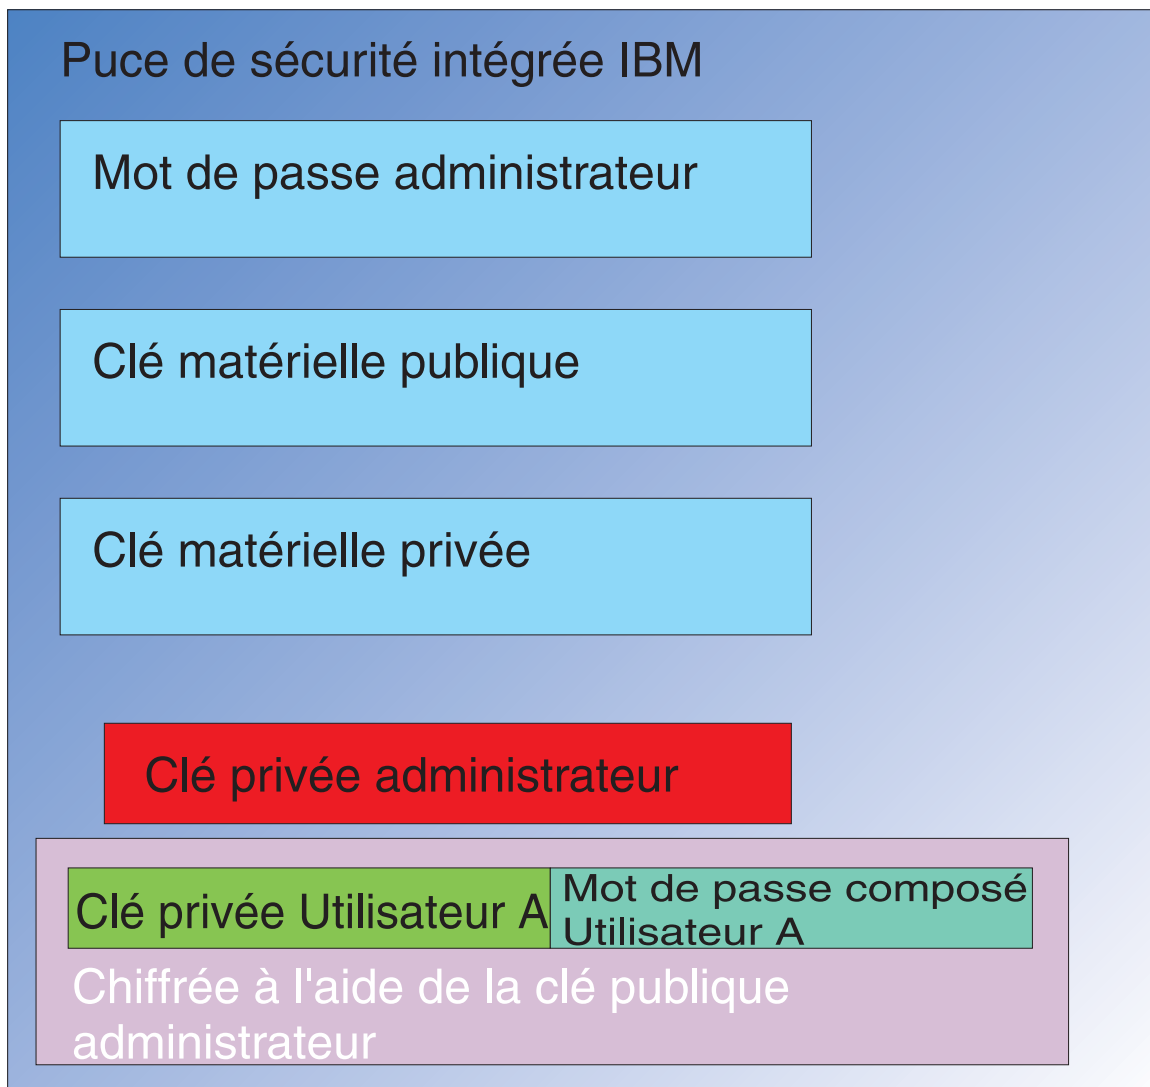 Puce de sécurité intégrée IBM
Mot de passe administrateur
Clé matérielle publique
Clé matérielle privée
Clé privée administrateur
Clé privée Utilisateur A
Mot de passe composé
Utilisateur A
Chiffrée à l'aide de la clé publique
administrateur